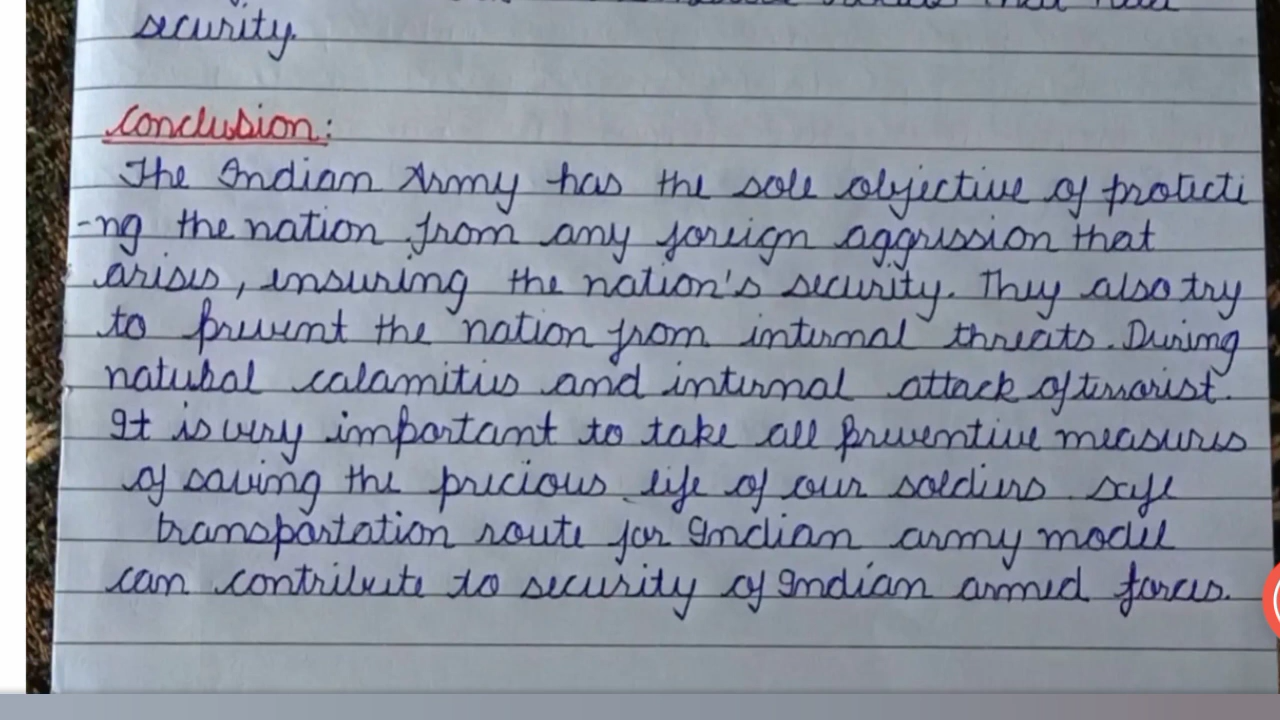 security.
Conclusion:
The Indian Army has the sole objective of protecti
-ng the nation from any foreign aggression that
arises, ensuring the nation's security. They also try
to prevent the nation from internal threats. During
natural calamities and internal attack of terrorist.
It is very important to take all preventive measures
of saving the precious life of our soldiers safe
transportation route for Indian army model
can contribute to security of Indian armed forces.